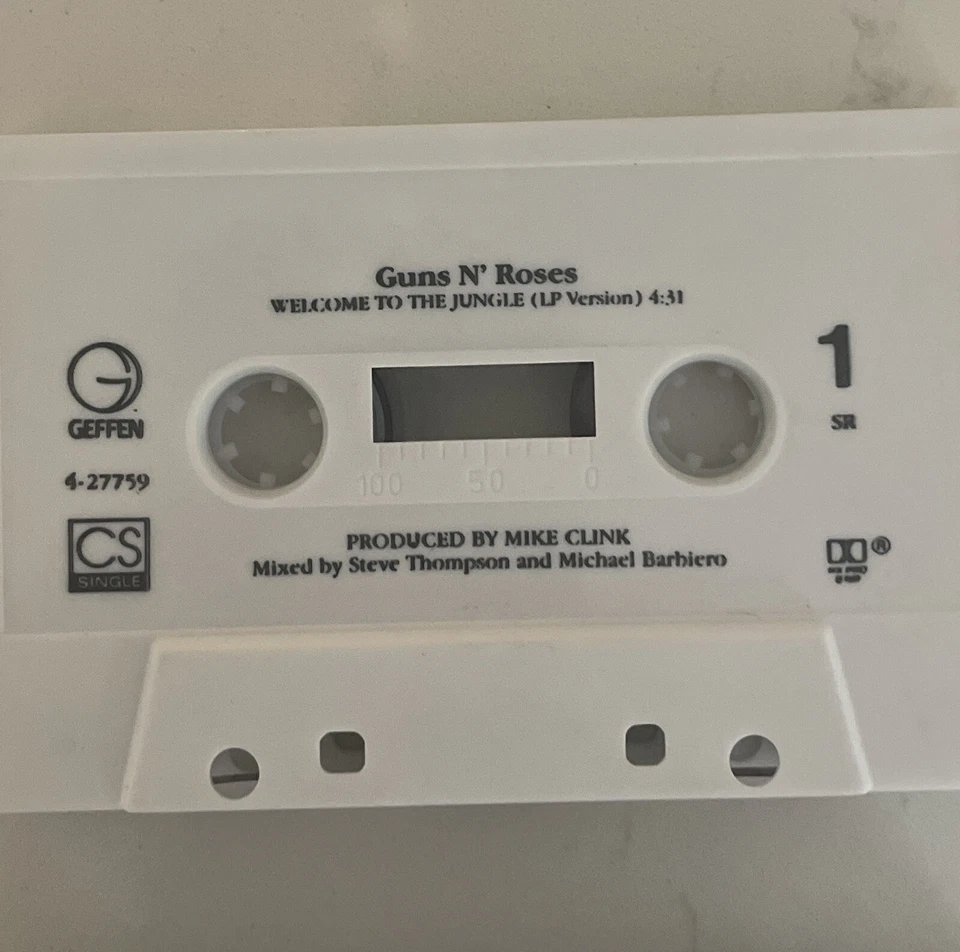 Guns N' Roses
WELCOME TO THE JUNGLE (LP Version) 4:31
1
SR
GEFFEN
4-27759
100 50 0
CS
SINGLE
PRODUCED BY MIKE CLINK
Mixed by Steve Thompson and Michael Barbiero
®